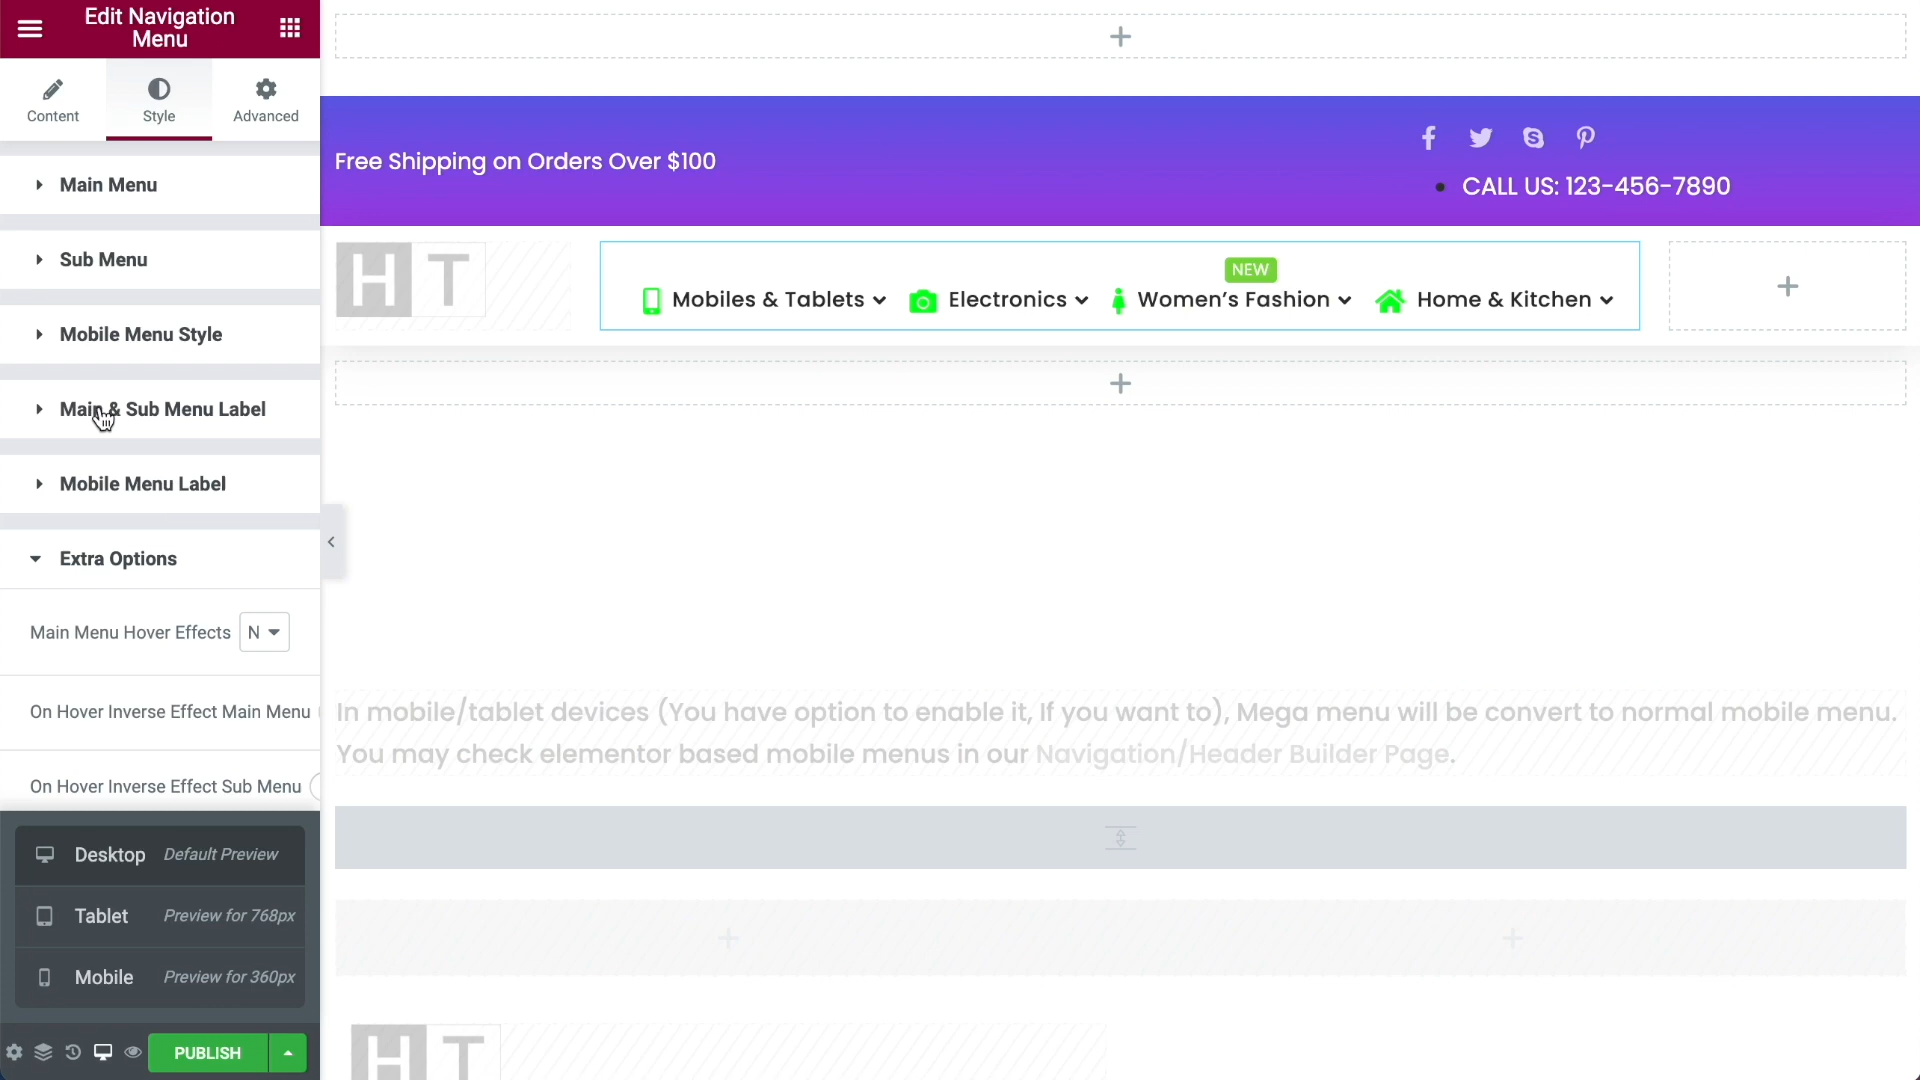 Edit Navigation
Menu
Content
Style
Advanced
Main Menu
Sub Menu
Mobile Menu Style
Main & Sub Menu Label
Mobile Menu Label
Extra Options
Main Menu Hover Effects N
On Hover Inverse Effect Main Menu
On Hover Inverse Effect Sub Menu
Desktop Default Preview
Tablet Preview for 768px
Mobile Preview for 360px
PUBLISH
Free Shipping on Orders Over $100
CALL US: 123-456-7890
HT
NEW
Mobiles & Tablets
Electronics
Women's Fashion
Home & Kitchen
In mobile/tablet devices (You have option to enable it, If you want to), Mega menu will be convert to normal mobile menu.
You may check elementor based mobile menus in our Navigation/Header Builder Page.
HT